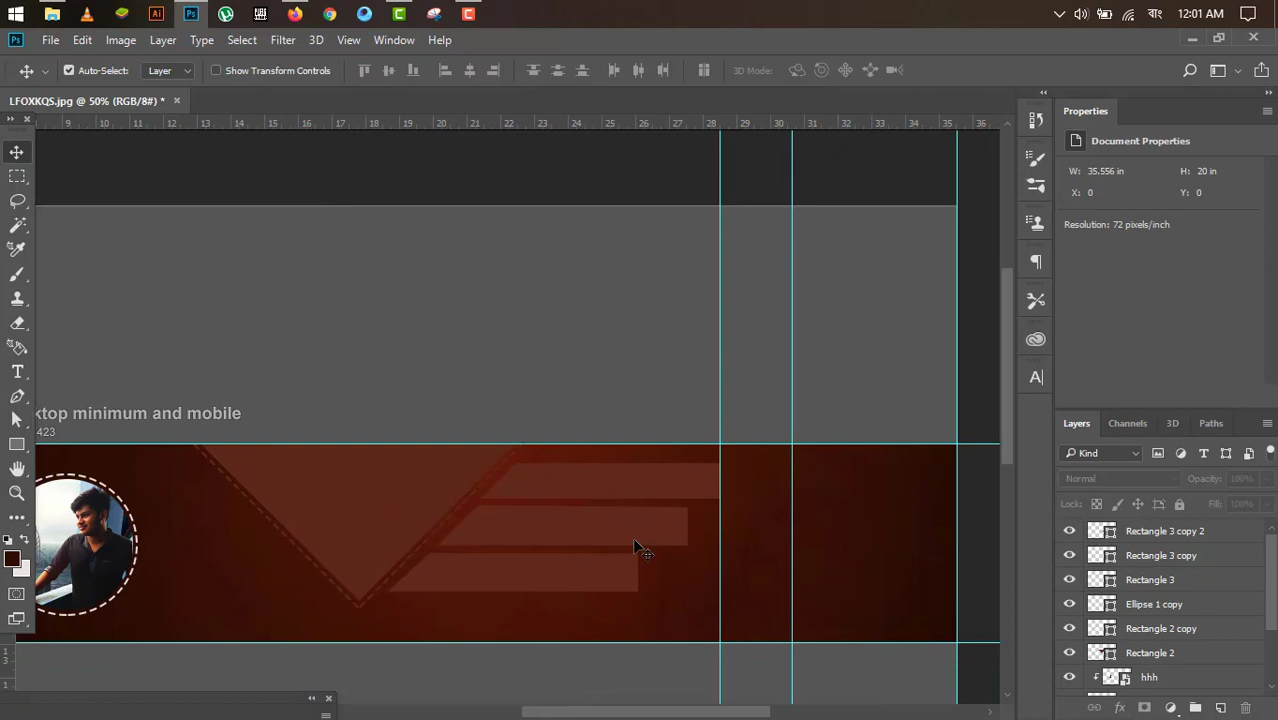 বাং 12:01 AM
File Edit Image Layer Type Select Filter 3D View Window Help
Auto-Select: Layer Show Transform Controls 3D Mode:
LFOXKQS.jpg @ 50% (RGB/8#) *
9 10 11 12 13 14 15 16 17 18 19 20 21 22 23 24 25 26 27 28 29 30 31 32 33 34 35 36
Properties
Document Properties
W: 35.556 in H: 20 in
X: 0 Y: 0
Resolution: 72 pixels/inch
ktop minimum and mobile
423
Layers Channels 3D Paths
Kind
Normal Opacity: 100%
Lock: Fill: 100%
Rectangle 3 copy 2
Rectangle 3 copy
Rectangle 3
Ellipse 1 copy
Rectangle 2 copy
Rectangle 2
hhh